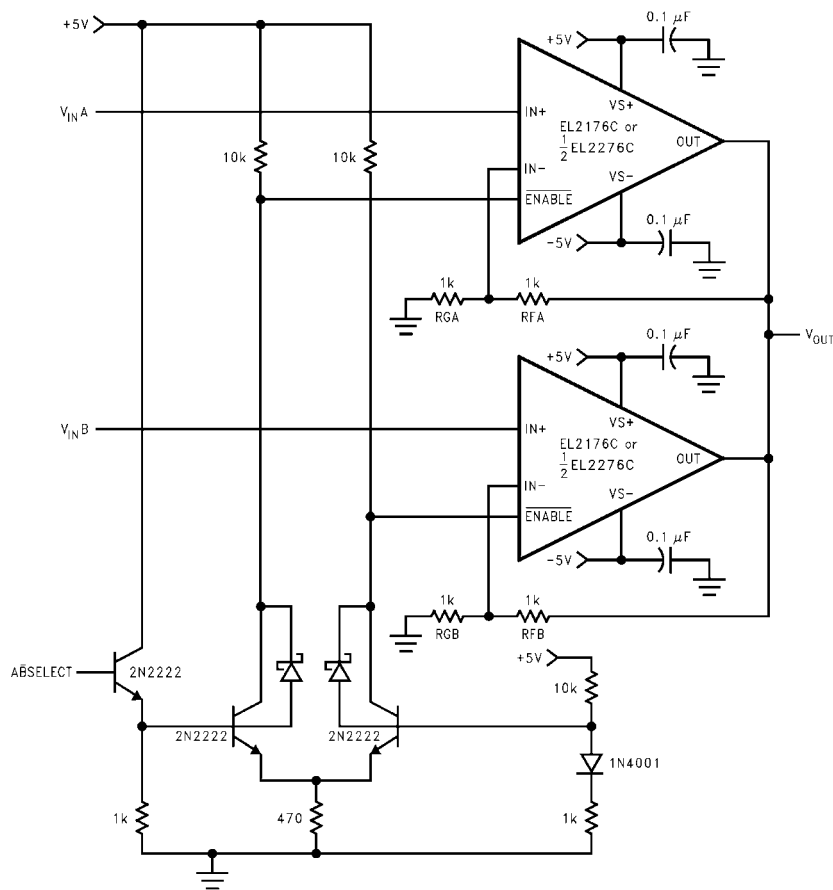 +5V
0.1 μF
+5V
VS+
V_IN A
IN+
EL2176C or
1/2 EL2276C
OUT
10k
10k
IN-
VS-
E̅N̅A̅B̅L̅E̅
0.1 μF
-5V
1k
1k
RGA
RFA
0.1 μF
V_OUT
+5V
VS+
V_IN B
IN+
EL2176C or
1/2 EL2276C
OUT
IN-
VS-
E̅N̅A̅B̅L̅E̅
0.1 μF
-5V
1k
1k
RGB
RFB
+5V
AB̅SELECT
2N2222
10k
2N2222
2N2222
1N4001
1k
470
1k